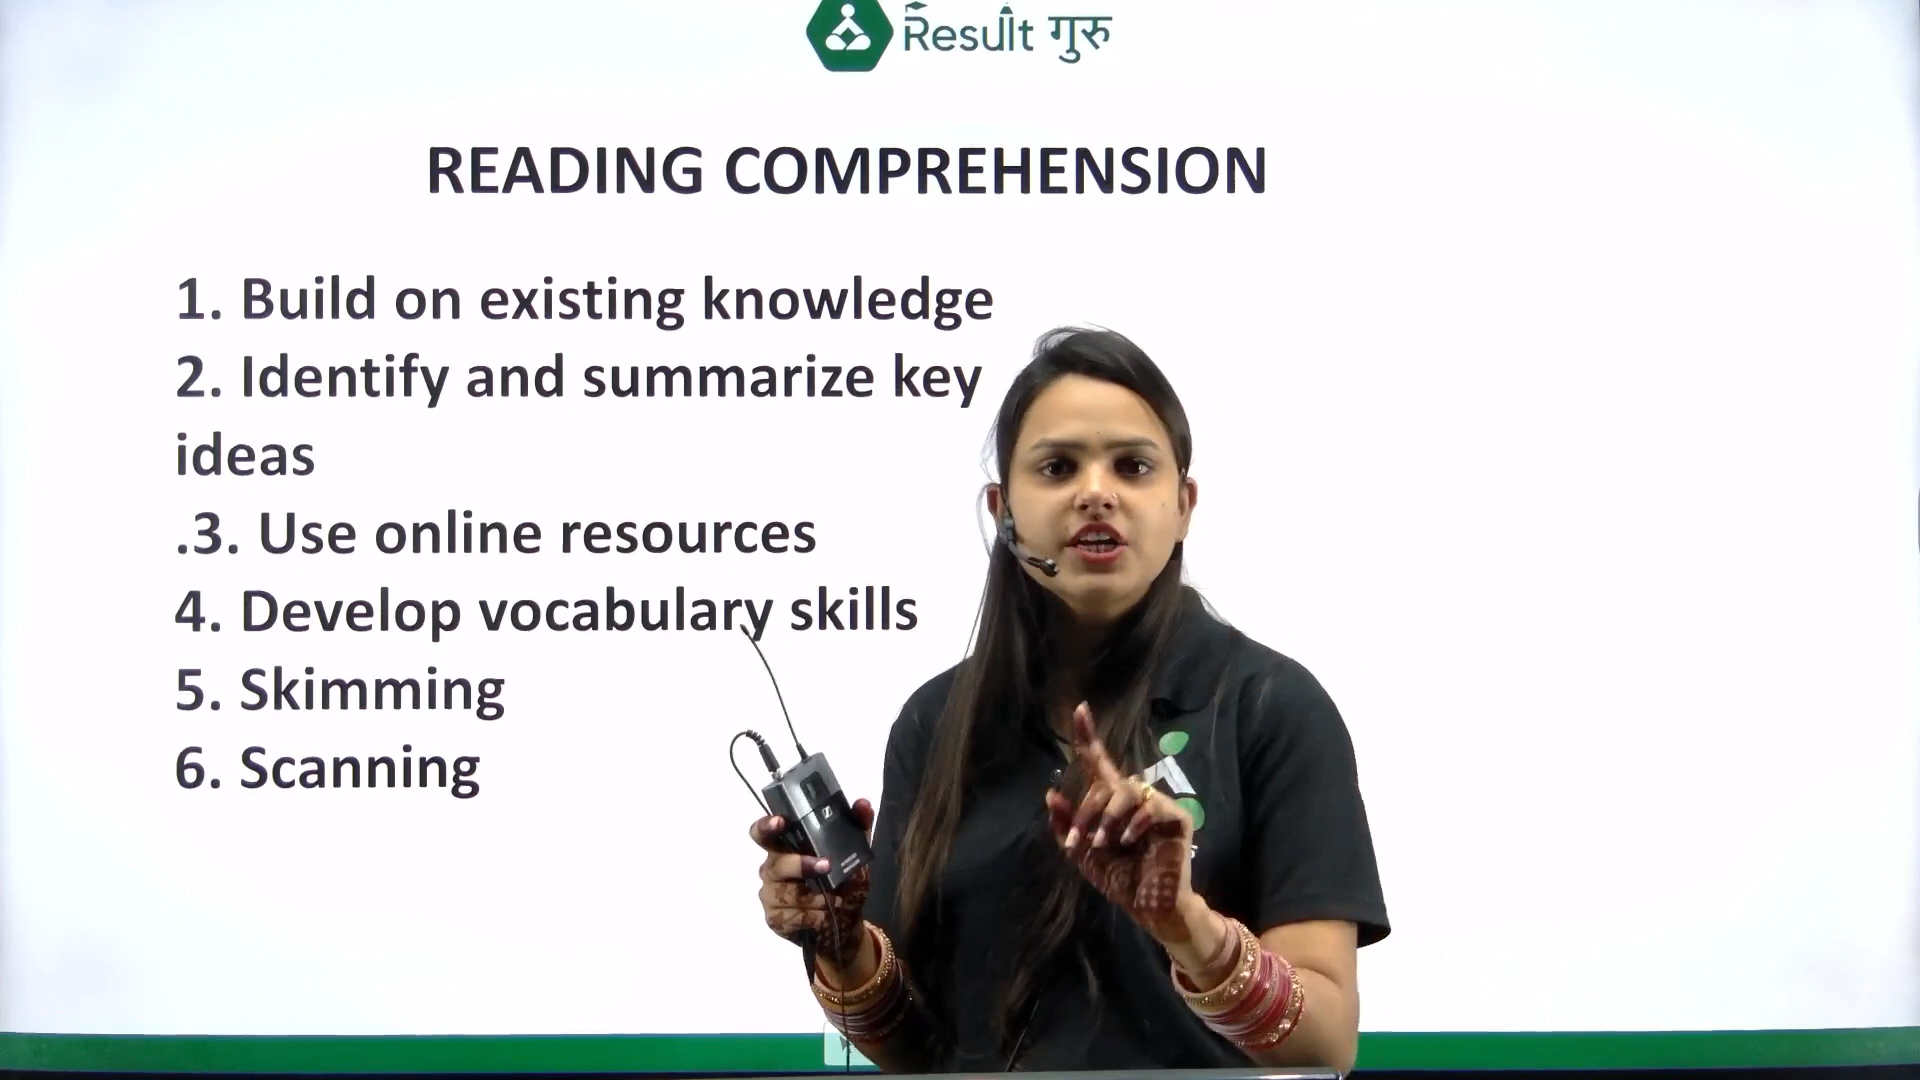 Result गुरु
READING COMPREHENSION
1. Build on existing knowledge
2. Identify and summarize key
ideas
.3. Use online resources
4. Develop vocabulary skills
5. Skimming
6. Scanning